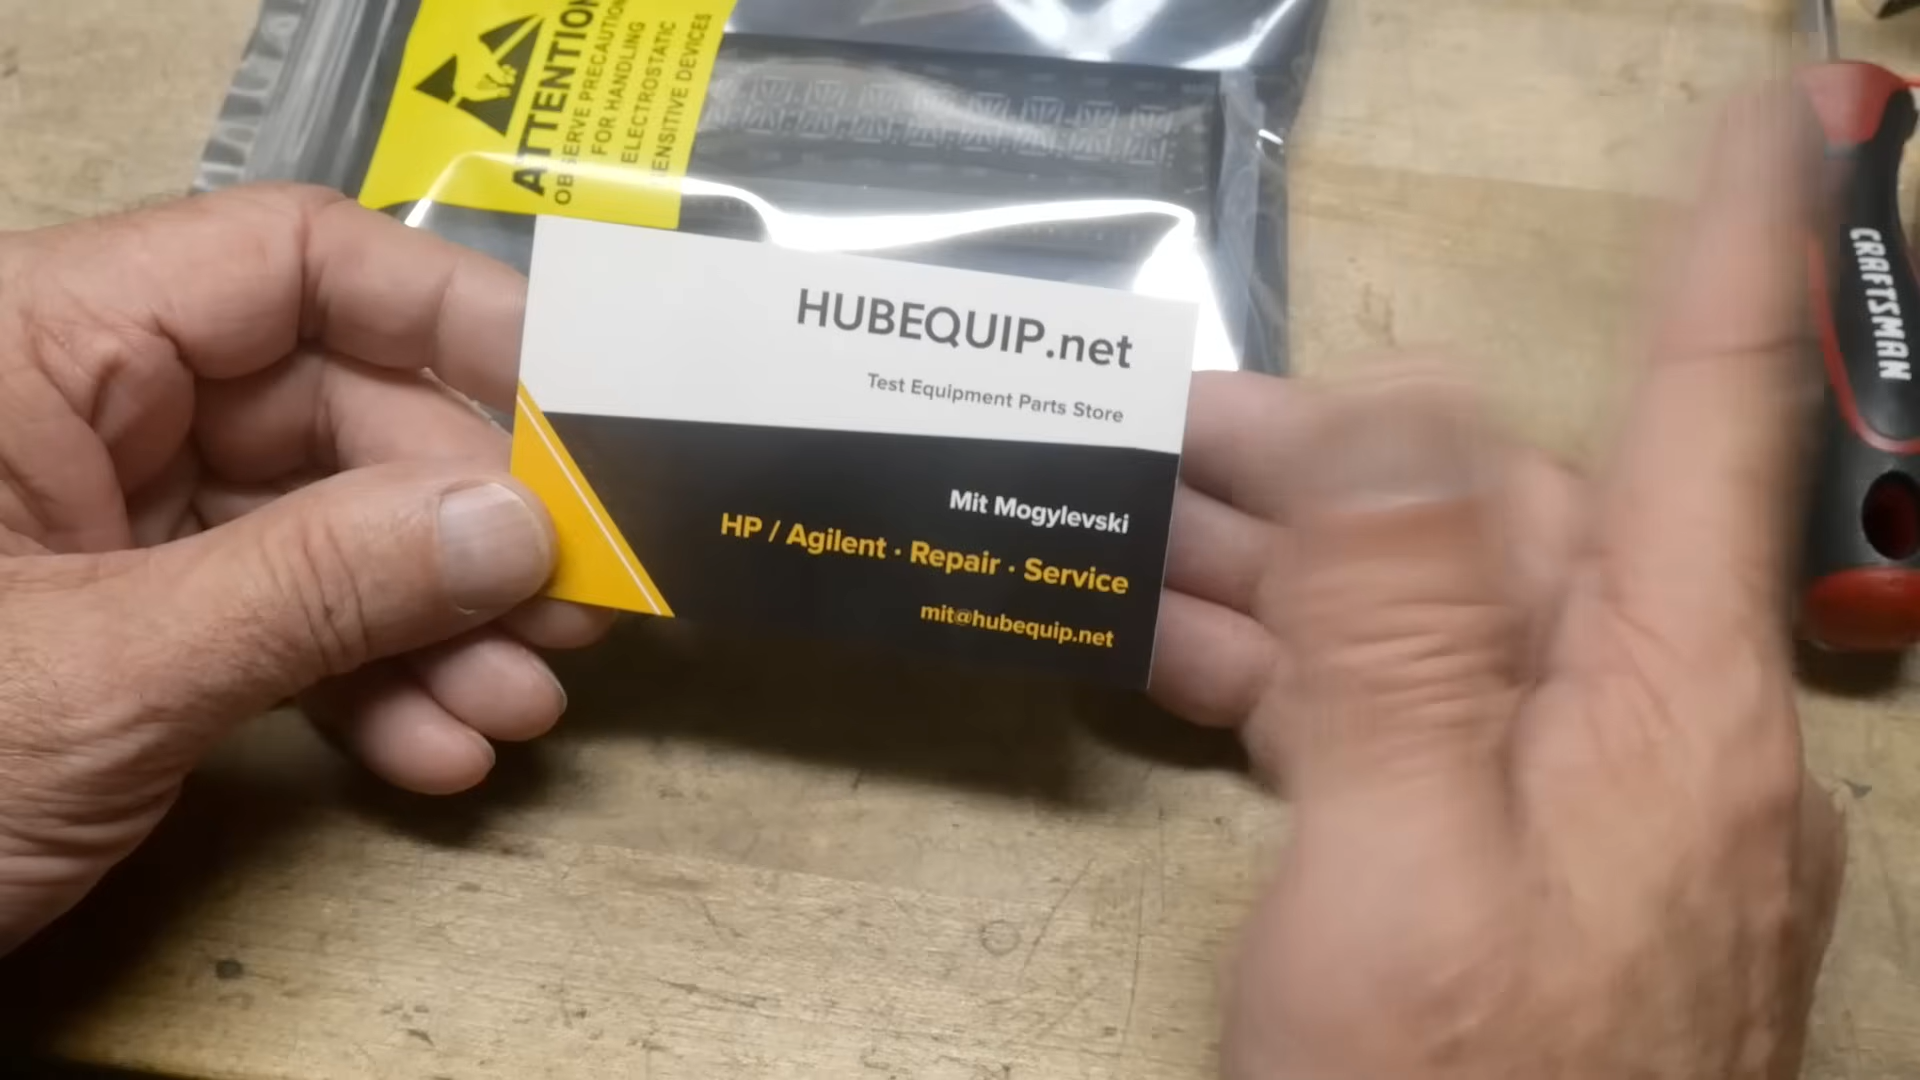 ATTENTION
OBSERVE PRECAUTIONS
FOR HANDLING
ELECTROSTATIC
SENSITIVE DEVICES
HUBEQUIP.net
Test Equipment Parts Store
Mit Mogylevski
HP / Agilent · Repair · Service
mit@hubequip.net
CRAFTSMAN